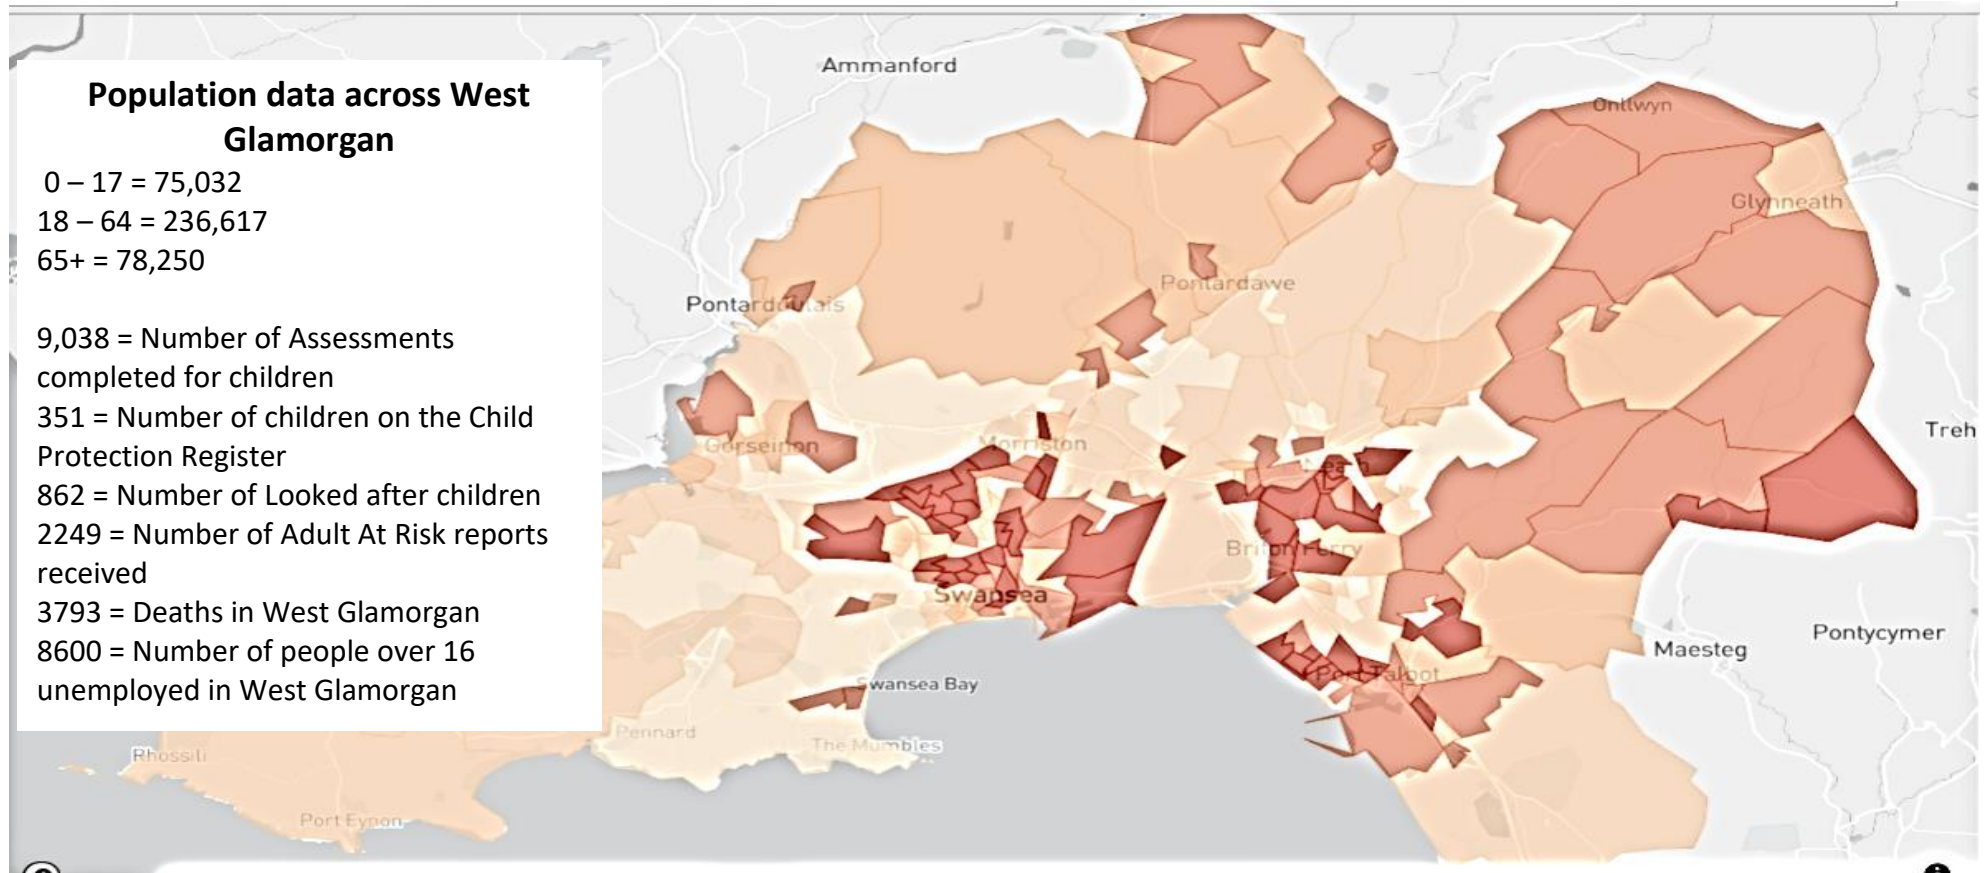 Population data across West
Glamorgan
0 – 17 = 75,032
18 – 64 = 236,617
65+ = 78,250
9,038 = Number of Assessments
completed for children
351 = Number of children on the Child
Protection Register
862 = Number of Looked after children
2249 = Number of Adult At Risk reports
received
3793 = Deaths in West Glamorgan
8600 = Number of people over 16
unemployed in West Glamorgan
Ammanford
Onllwyn
Glynneath
Pontardawe
Pontardulais
Treh
Gorseinon
Morriston
Neath
Briton Ferry
Swansea
Maesteg
Pontycymer
Port Talbot
Swansea Bay
Pennard
The Mumbles
Rhossili
Port Eynon